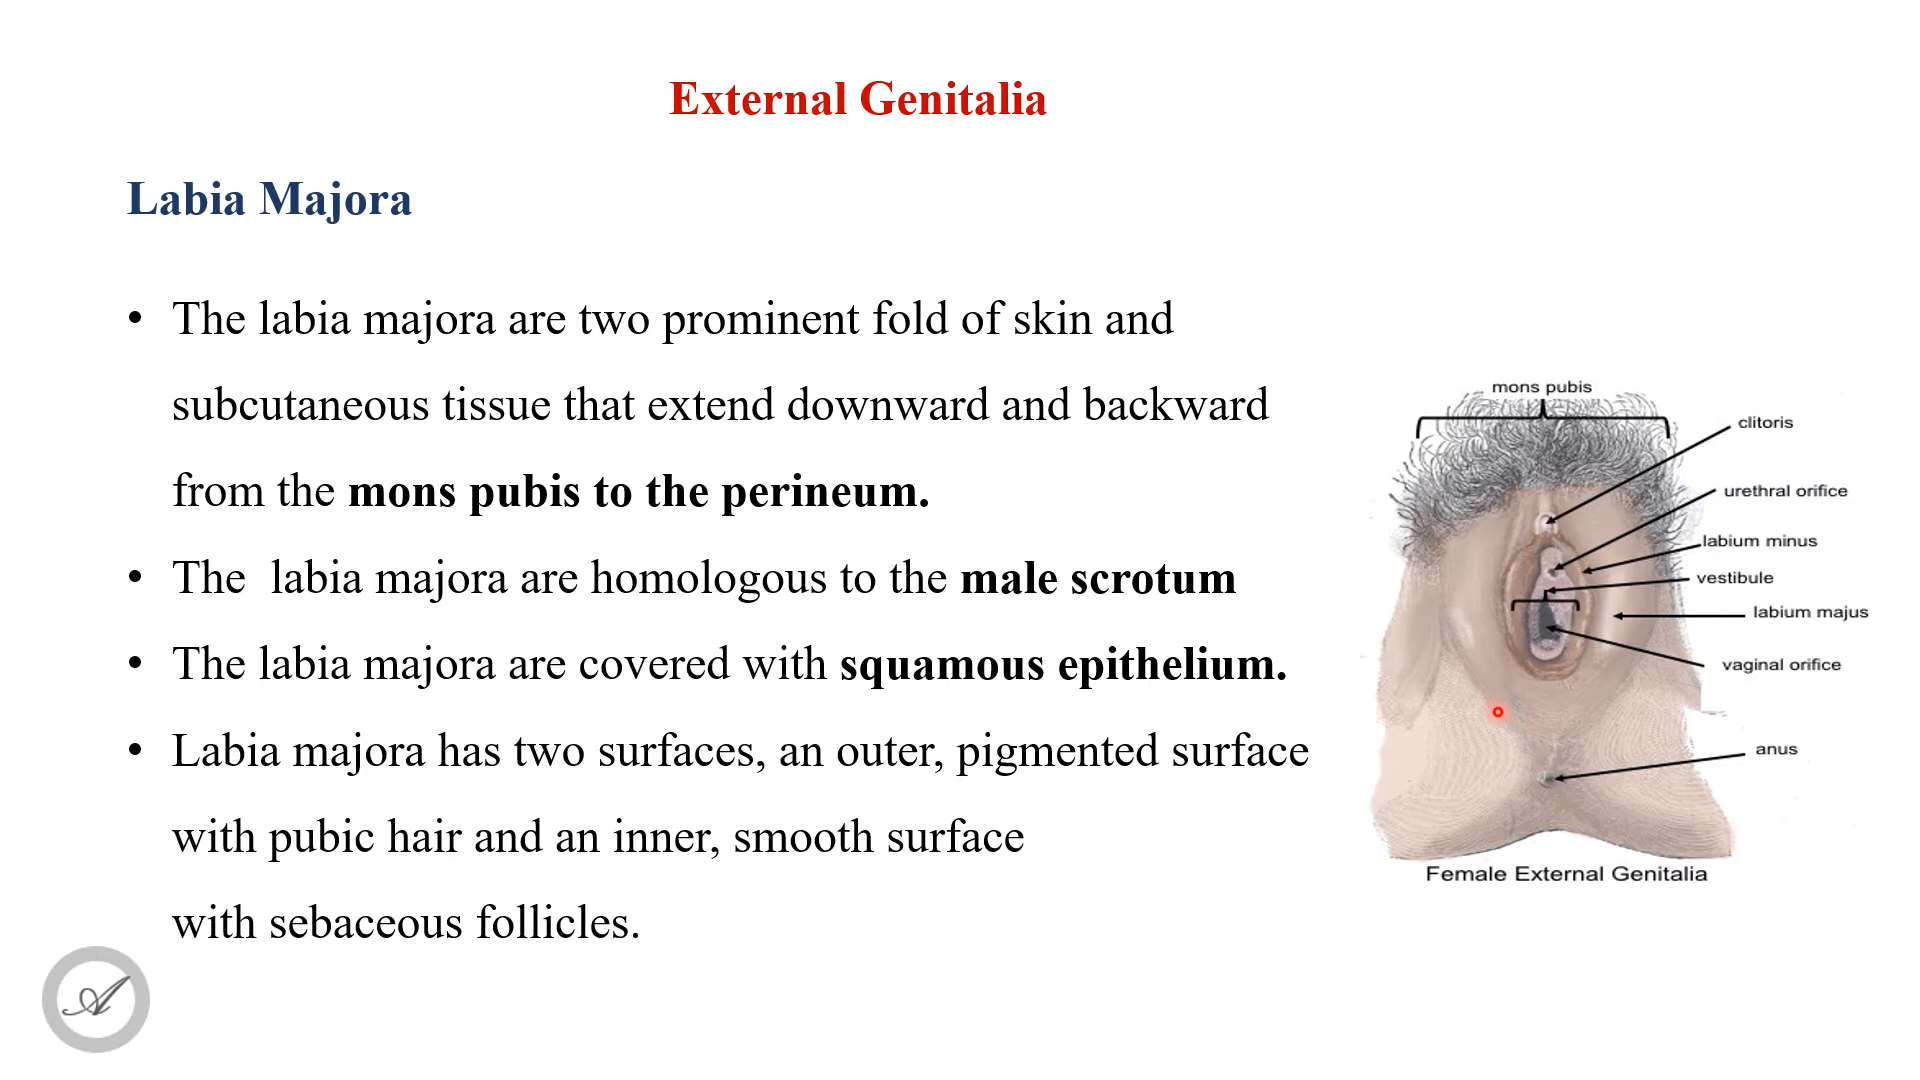 External Genitalia
Labia Majora
• The labia majora are two prominent fold of skin and
subcutaneous tissue that extend downward and backward
from the mons pubis to the perineum.
• The labia majora are homologous to the male scrotum
• The labia majora are covered with squamous epithelium.
• Labia majora has two surfaces, an outer, pigmented surface
with pubic hair and an inner, smooth surface
with sebaceous follicles.
mons pubis
clitoris
urethral orifice
labium minus
vestibule
labium majus
vaginal orifice
anus
Female External Genitalia
A